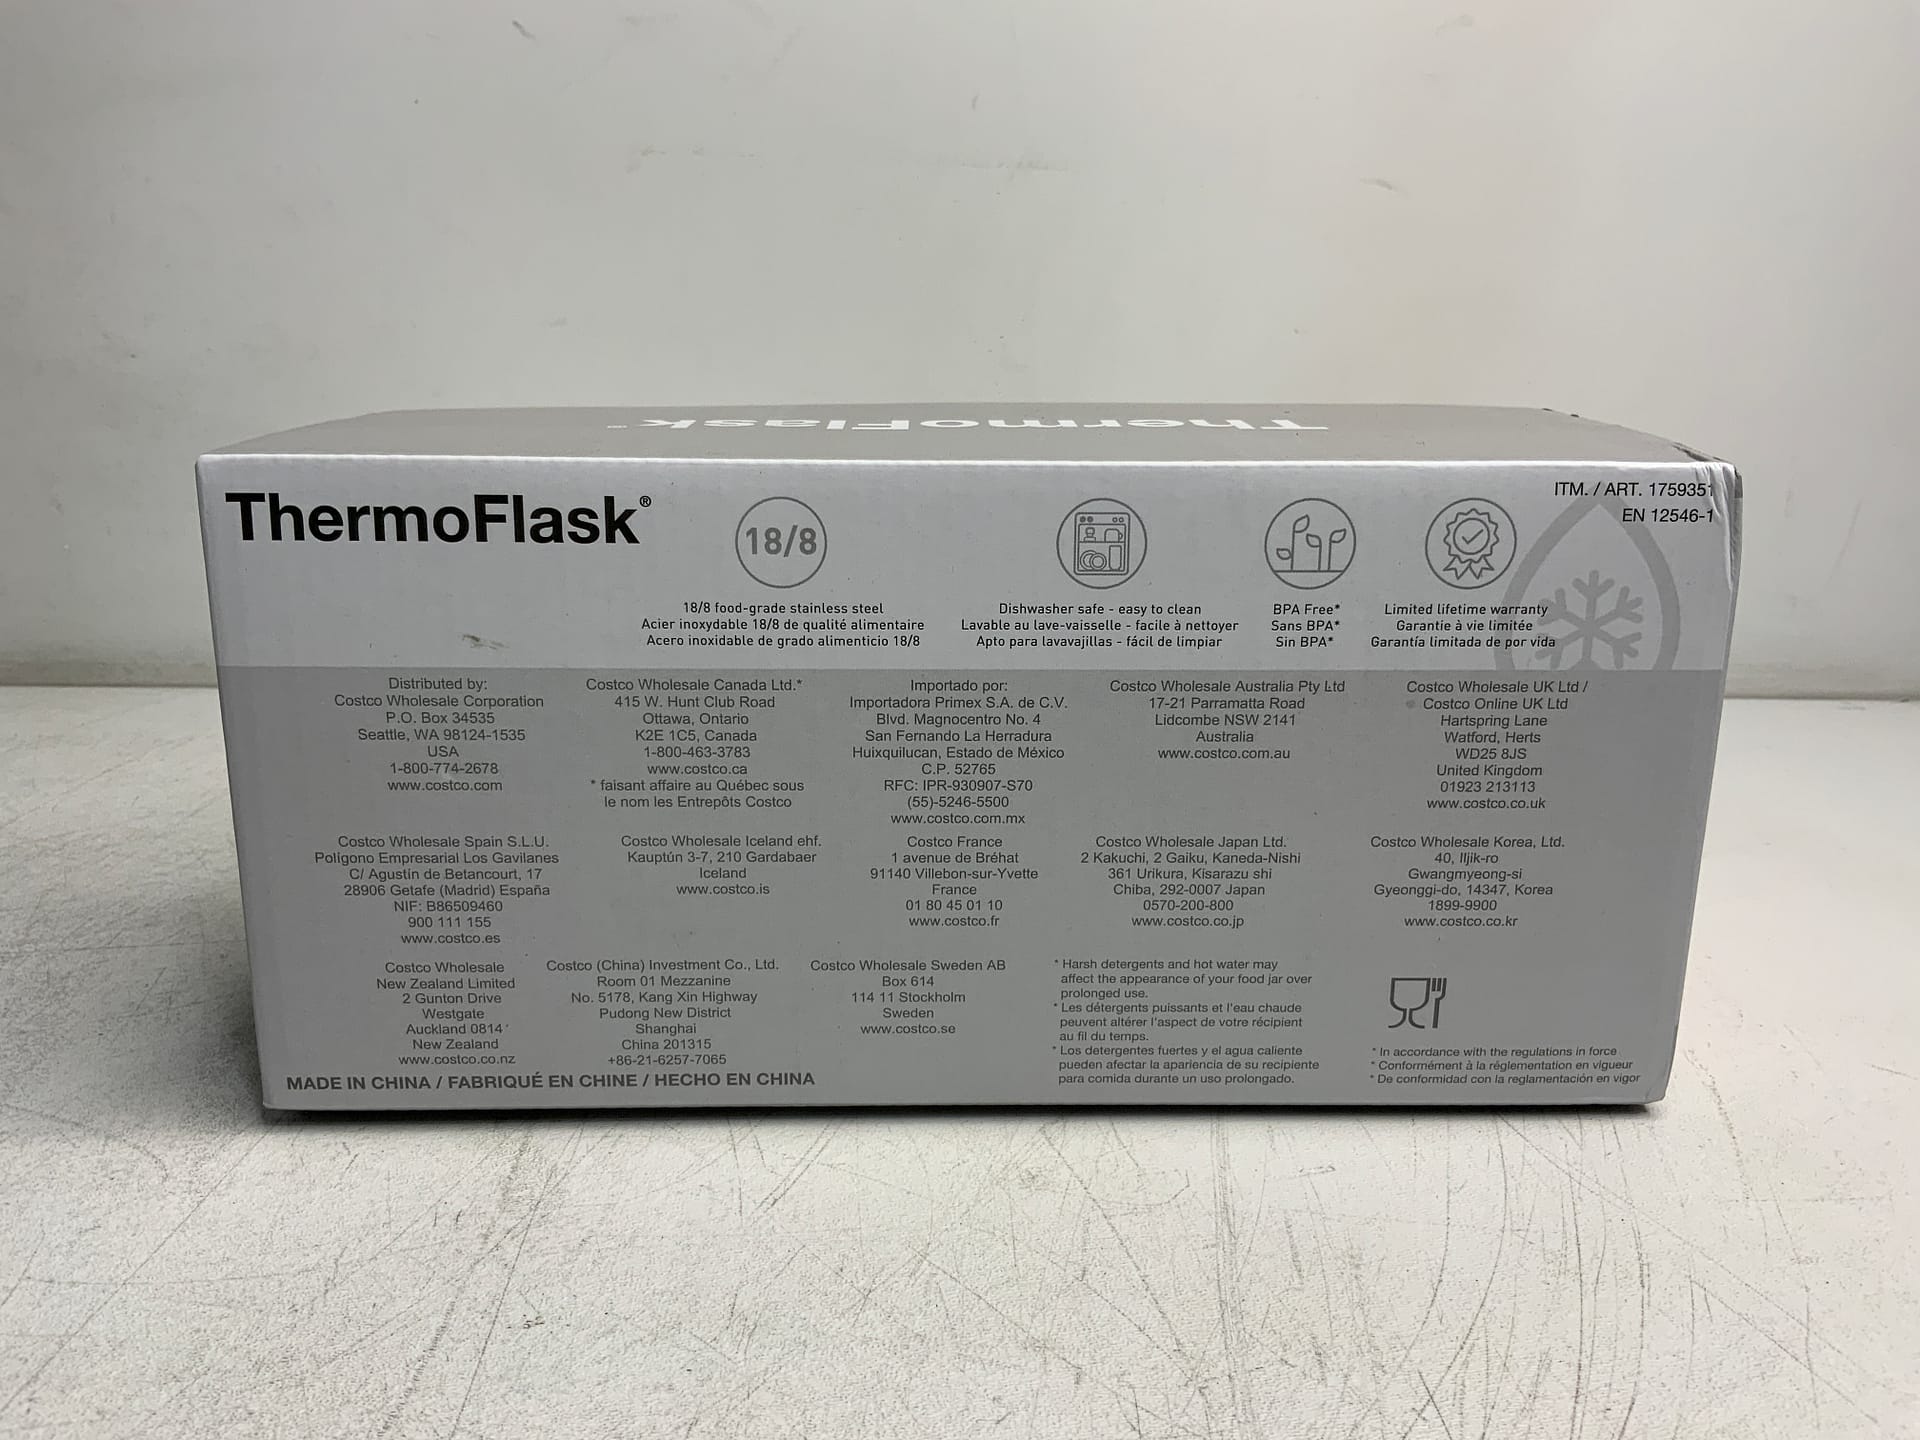 ThermoFlask
ThermoFlask®
18/8
18/8 food-grade stainless steel
Acier inoxydable 18/8 de qualité alimentaire
Acero inoxidable de grado alimenticio 18/8
Dishwasher safe - easy to clean
Lavable au lave-vaisselle - facile à nettoyer
Apto para lavavajillas - fácil de limpiar
BPA Free*
Sans BPA*
Sin BPA*
Limited lifetime warranty
Garantie à vie limitée
Garantía limitada de por vida
ITM. / ART. 1759351
EN 12546-1
Distributed by:
Costco Wholesale Corporation
P.O. Box 34535
Seattle, WA 98124-1535
USA
1-800-774-2678
www.costco.com
Costco Wholesale Canada Ltd.*
415 W. Hunt Club Road
Ottawa, Ontario
K2E 1C5, Canada
1-800-463-3783
www.costco.ca
* faisant affaire au Québec sous
le nom les Entrepôts Costco
Importado por:
Importadora Primex S.A. de C.V.
Blvd. Magnocentro No. 4
San Fernando La Herradura
Huixquilucan, Estado de México
C.P. 52765
RFC: IPR-930907-S70
(55)-5246-5500
www.costco.com.mx
Costco Wholesale Australia Pty Ltd
17-21 Parramatta Road
Lidcombe NSW 2141
Australia
www.costco.com.au
Costco Wholesale UK Ltd /
Costco Online UK Ltd
Hartspring Lane
Watford, Herts
WD25 8JS
United Kingdom
01923 213113
www.costco.co.uk
Costco Wholesale Spain S.L.U.
Poligono Empresarial Los Gavilanes
C/ Agustín de Betancourt, 17
28906 Getafe (Madrid) España
NIF: B86509460
900 111 155
www.costco.es
Costco Wholesale Iceland ehf.
Kauptún 3-7, 210 Gardabaer
Iceland
www.costco.is
Costco France
1 avenue de Bréhat
91140 Villebon-sur-Yvette
France
01 80 45 01 10
www.costco.fr
Costco Wholesale Japan Ltd.
2 Kakuchi, 2 Gaiku, Kaneda-Nishi
361 Urikura, Kisarazu shi
Chiba, 292-0007 Japan
0570-200-800
www.costco.co.jp
Costco Wholesale Korea, Ltd.
40, Iljik-ro
Gwangmyeong-si
Gyeonggi-do, 14347, Korea
1899-9900
www.costco.co.kr
Costco Wholesale
New Zealand Limited
2 Gunton Drive
Westgate
Auckland 0814
New Zealand
www.costco.co.nz
Costco (China) Investment Co., Ltd.
Room 01 Mezzanine
No. 5178, Kang Xin Highway
Pudong New District
Shanghai
China 201315
+86-21-6257-7065
Costco Wholesale Sweden AB
Box 614
114 11 Stockholm
Sweden
www.costco.se
* Harsh detergents and hot water may
affect the appearance of your food jar over
prolonged use.
* Les détergents puissants et l'eau chaude
peuvent altérer l'aspect de votre récipient
au fil du temps.
* Los detergentes fuertes y el agua caliente
pueden afectar la apariencia de su recipiente
para comida durante un uso prolongado.
* In accordance with the regulations in force
* Conformément à la réglementation en vigueur
* De conformidad con la reglamentación en vigor
MADE IN CHINA / FABRIQUÉ EN CHINE / HECHO EN CHINA